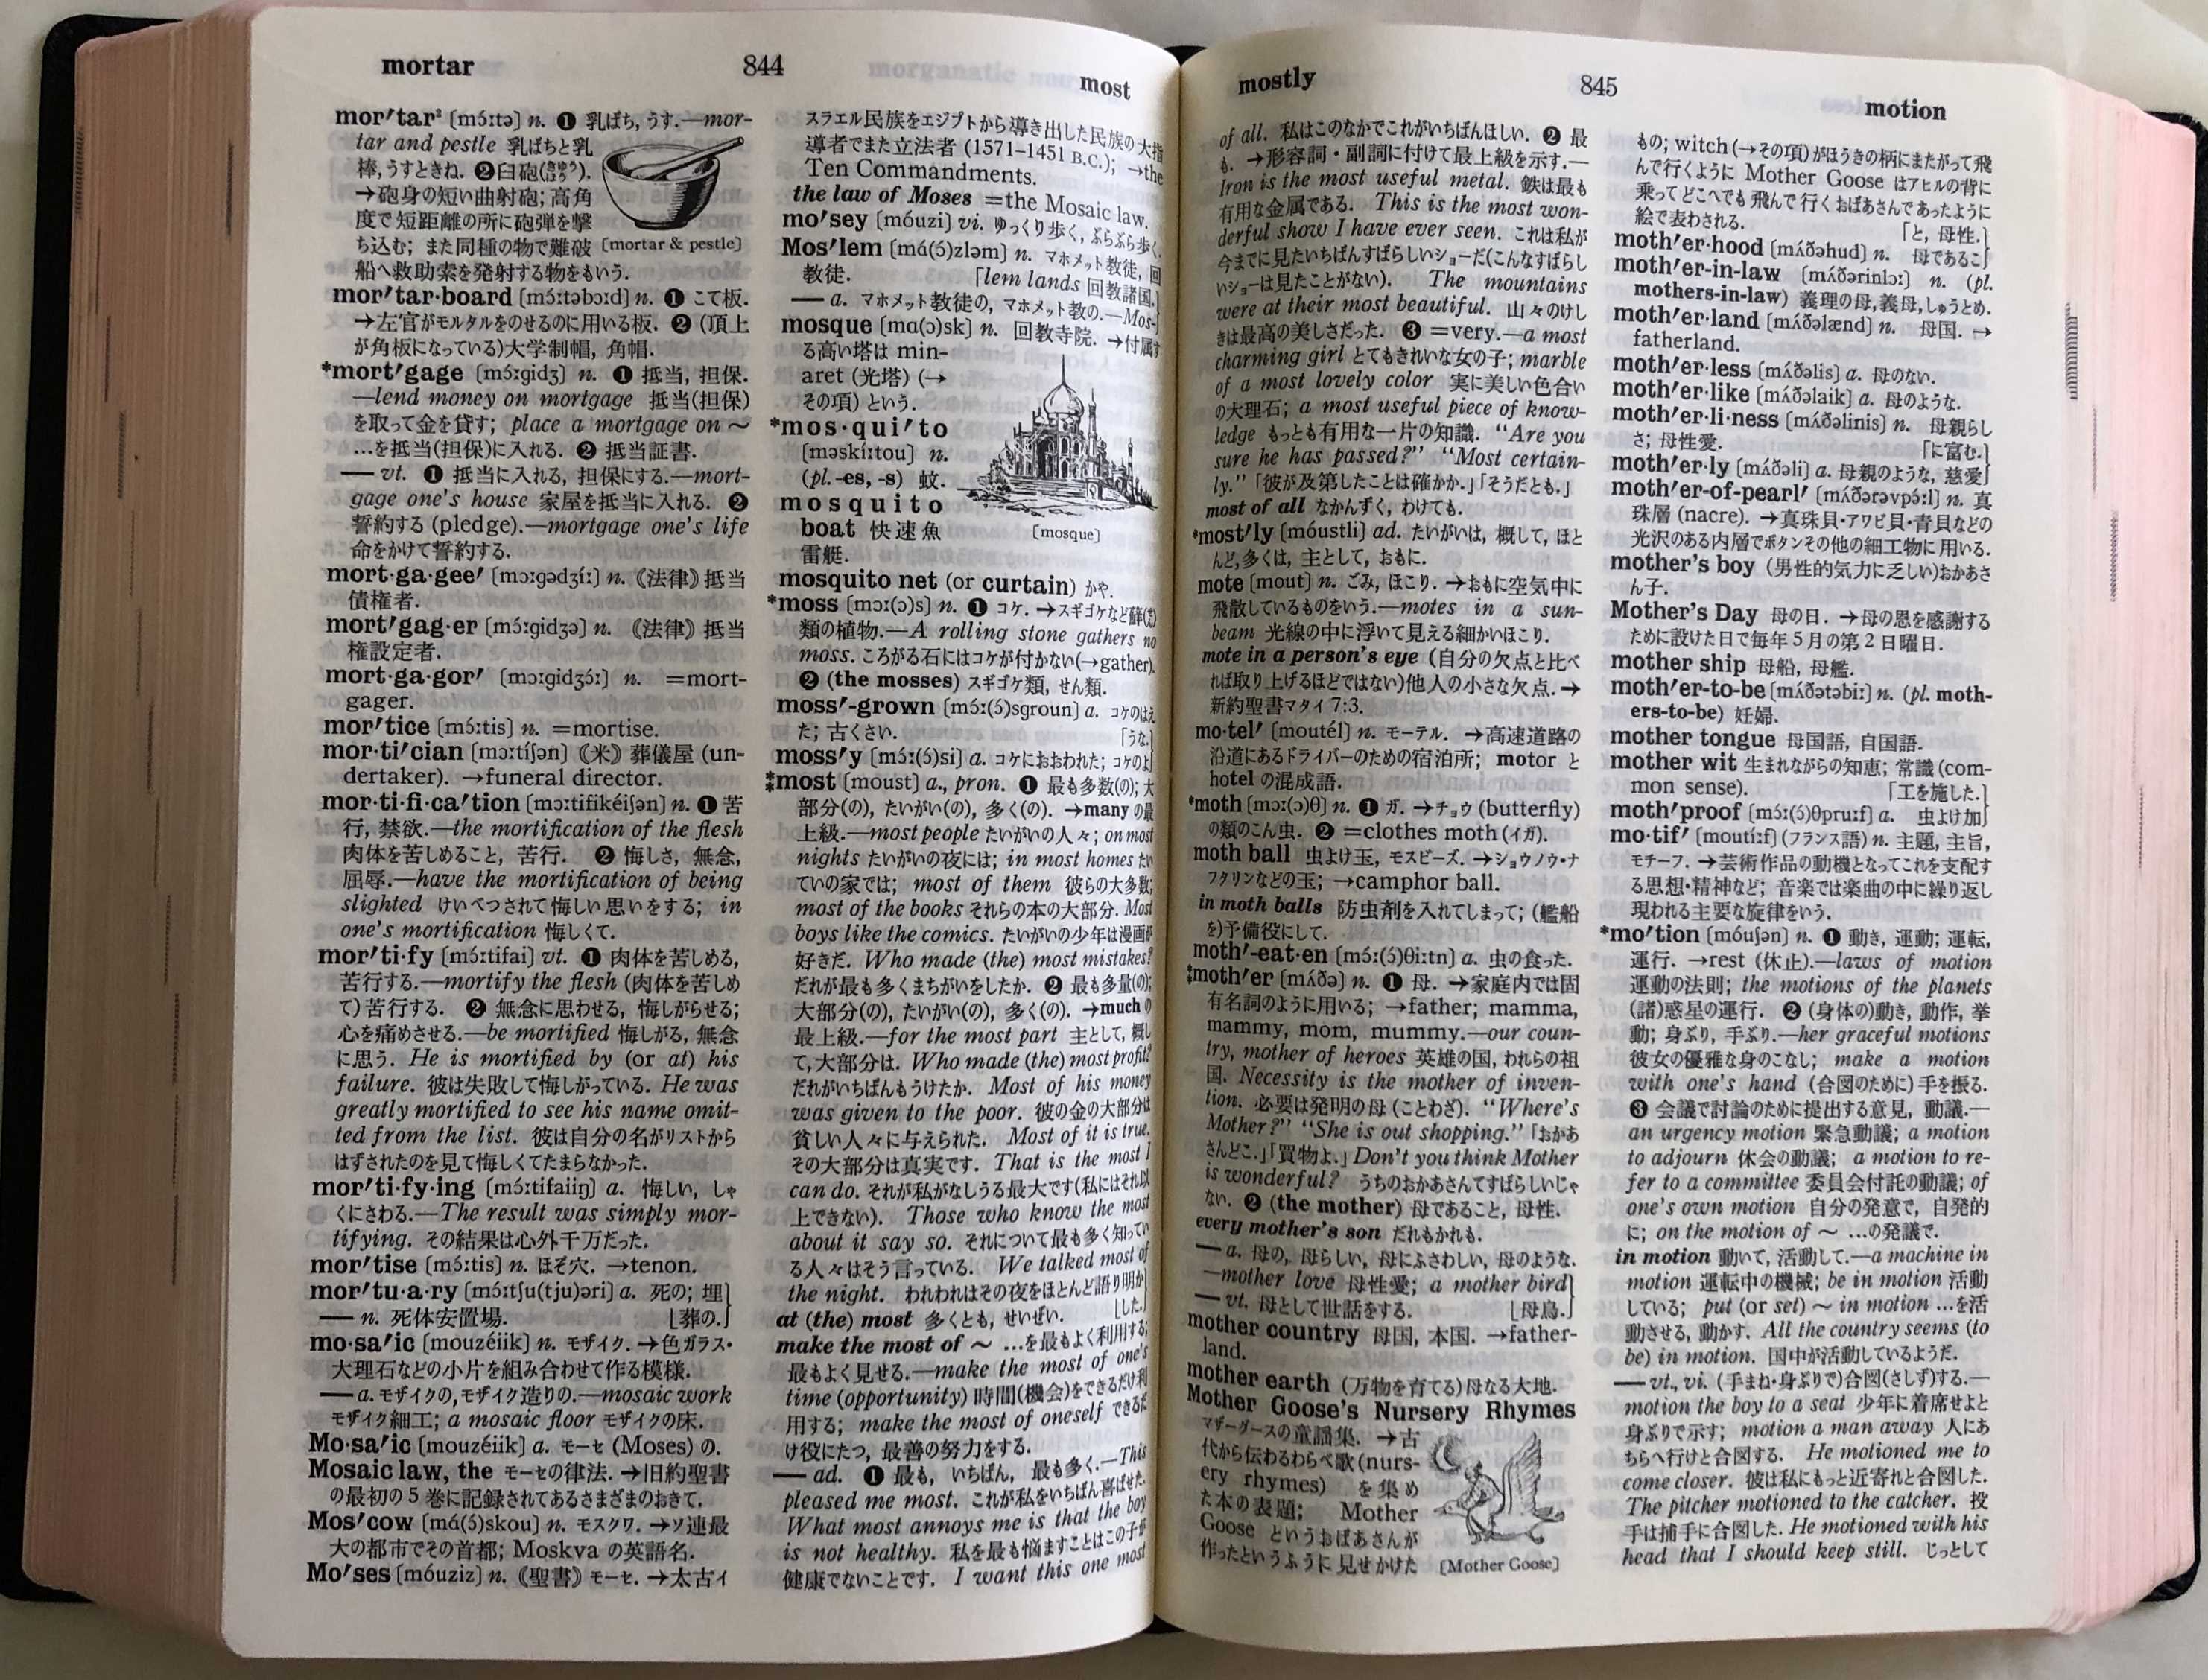 mortar 844 most
mor′tar² [mɔ́ːtə] n. ❶ 乳ばち, うす.—mor-
tar and pestle 乳ばちと乳
棒, うすときね. ❷ 臼砲(きゅうほう).
→砲身の短い曲射砲; 高角
度で短距離の所に砲弾を撃
ち込む; また同種の物で難破
[mortar & pestle]
船へ救助索を発射する物をもいう.
mor′tar·board [mɔ́ːtəbɔːd] n. ❶ こて板.
→左官がモルタルをのせるのに用いる板. ❷ (頂上
が角板になっている)大学制帽, 角帽.
*mort′gage [mɔ́ːgidʒ] n. ❶ 抵当, 担保.
—lend money on mortgage 抵当(担保)
を取って金を貸す; place a mortgage on ～
…を抵当(担保)に入れる. ❷ 抵当証書.
— vt. ❶ 抵当に入れる, 担保にする.—mort-
gage one's house 家屋を抵当に入れる. ❷
誓約する (pledge).—mortgage one's life
命をかけて誓約する.
mort·ga·gee′ [mɔːgədʒíː] n. 《法律》抵当
債権者.
mort′gag·er [mɔ́ːgidʒə] n. 《法律》抵当
権設定者.
mort·ga·gor′ [mɔːgidʒɔ́ː] n. =mort-
gager.
mor′tice [mɔ́ːtis] n. =mortise.
mor·ti′cian [mɔːtíʃən] 《米》葬儀屋 (un-
dertaker). →funeral director.
mor·ti·fi·ca′tion [mɔːtifikéiʃən] n. ❶ 苦
行, 禁欲.—the mortification of the flesh
肉体を苦しめること, 苦行. ❷ 悔しさ, 無念,
屈辱.—have the mortification of being
slighted けいべつされて悔しい思いをする; in
one's mortification 悔しくて.
mor′ti·fy [mɔ́ːtifai] vt. ❶ 肉体を苦しめる,
苦行する.—mortify the flesh (肉体を苦しめ
て) 苦行する. ❷ 無念に思わせる, 悔しがらせる;
心を痛めさせる.—be mortified 悔しがる, 無念
に思う. He is mortified by (or at) his
failure. 彼は失敗して悔しがっている. He was
greatly mortified to see his name omit-
ted from the list. 彼は自分の名がリストから
はずされたのを見て悔しくてたまらなかった.
mor′ti·fy·ing [mɔ́ːtifaiiŋ] a. 悔しい, しゃ
くにさわる.—The result was simply mor-
tifying. その結果は心外千万だった.
mor′tise [mɔ́ːtis] n. ほぞ穴. →tenon.
mor′tu·a·ry [mɔ́ːtʃu(tju)əri] a. 死の; 埋
— n. 死体安置場. 葬の.
mo·sa′ic [mouzéiik] n. モザイク. →色ガラス・
大理石などの小片を組み合わせて作る模様.
— a. モザイクの, モザイク造りの.—mosaic work
モザイク細工; a mosaic floor モザイクの床.
Mo·sa′ic [mouzéiik] a. モーセ (Moses) の.
Mosaic law, the モーセの律法. →旧約聖書
の最初の 5 巻に記録されてあるさまざまのおきて.
Mos′cow [má(ɔ́)skou] n. モスクワ. →ソ連最
大の都市でその首都; Moskva の英語名.
Mo′ses [móuziz] n. 《聖書》モーセ. →太古イ
スラエル民族をエジプトから導き出した民族の大指
導者でまた立法者 (1571–1451 B.C.); →the
Ten Commandments.
the law of Moses =the Mosaic law.
mo′sey [móuzi] vi. ゆっくり歩く, ぶらぶら歩く.
Mos′lem [má(ɔ́)zləm] n. マホメット教徒, 回
教徒. 「lem lands 回教諸国.
— a. マホメット教徒の, マホメット教の.—Mos-
mosque [ma(ɔ)sk] n. 回教寺院. →付属す
る高い塔は min-
aret (光塔) (→
その項) という.
*mos·qui′to
[məskíːtou] n.
(pl. -es, -s) 蚊.
mosquito
boat 快速魚
雷艇.
[mosque]
mosquito net (or curtain) かや.
*moss [mɔː(ɔ)s] n. ❶ コケ. →スギゴケなど蘚(せん)
類の植物.—A rolling stone gathers no
moss. ころがる石にはコケが付かない(→gather).
❷ (the mosses) スギゴケ類, せん類.
moss′-grown [mɔ́ː(ɔ́)sgroun] a. コケのはえ
た; 古くさい. 「うな.
moss′y [mɔ́ː(ɔ́)si] a. コケにおおわれた; コケのよ
⁑most [moust] a., pron. ❶ 最も多数(の); 大
部分(の), たいがい(の), 多く(の). →many の最
上級.—most people たいがいの人々; on most
nights たいがいの夜には; in most homes たい
ていの家では; most of them 彼らの大多数;
most of the books それらの本の大部分. Most
boys like the comics. たいがいの少年は漫画が
好きだ. Who made (the) most mistakes?
だれが最も多くまちがいをしたか. ❷ 最も多量(の);
大部分(の), たいがい(の), 多く(の). →much の
最上級.—for the most part 主として, 概し
て, 大部分は. Who made (the) most profit?
だれがいちばんもうけたか. Most of his money
was given to the poor. 彼の金の大部分は
貧しい人々に与えられた. Most of it is true.
その大部分は真実です. That is the most I
can do. それが私がなしうる最大です(私にはそれ以
上できない). Those who know the most
about it say so. それについて最も多く知ってい
る人々はそう言っている. We talked most of
the night. われわれはその夜をほとんど語り明か
した.
at (the) most 多くとも, せいぜい.
make the most of ～ …を最もよく利用する;
最もよく見せる.—make the most of one's
time (opportunity) 時間(機会)をできるだけ利
用する; make the most of oneself できるだ
け役にたつ, 最善の努力をする.
— ad. ❶ 最も, いちばん, 最も多く.—This
pleased me most. これが私をいちばん喜ばせた.
What most annoys me is that the boy
is not healthy. 私を最も悩ますことはこの子が
健康でないことです. I want this one most
mostly 845 motion
of all. 私はこのなかでこれがいちばんほしい. ❷ 最
も. →形容詞・副詞に付けて最上級を示す.—
Iron is the most useful metal. 鉄は最も
有用な金属である. This is the most won-
derful show I have ever seen. これは私が
今までに見たいちばんすばらしいショーだ(こんなすばらし
いショーは見たことがない). The mountains
were at their most beautiful. 山々のけし
きは最高の美しさだった. ❸ =very.—a most
charming girl とてもきれいな女の子; marble
of a most lovely color 実に美しい色合い
の大理石; a most useful piece of know-
ledge もっとも有用な一片の知識. “Are you
sure he has passed?” “Most certain-
ly.” 「彼が及第したことは確かか.」「そうだとも.」
most of all なかんずく, わけても.
*most′ly [móustli] ad. たいがいは, 概して, ほと
んど, 多くは, 主として, おもに.
mote [mout] n. ごみ, ほこり. →おもに空気中に
飛散しているものをいう.—motes in a sun-
beam 光線の中に浮いて見える細かいほこり.
mote in a person's eye (自分の欠点と比べ
れば取り上げるほどではない)他人の小さな欠点. →
新約聖書マタイ 7:3.
mo·tel′ [moutél] n. モーテル. →高速道路の
沿道にあるドライバーのための宿泊所; motor と
hotel の混成語.
*moth [mɔː(ɔ)θ] n. ❶ ガ. →チョウ (butterfly)
の類のこん虫. ❷ =clothes moth (イガ).
moth ball 虫よけ玉, モスビーズ. →ショウノウ・ナ
フタリンなどの玉; →camphor ball.
in moth balls 防虫剤を入れてしまって; (艦船
を)予備役にして.
moth′-eat·en [mɔ́ː(ɔ́)θiːtn] a. 虫の食った.
⁑moth′er [mʌ́ðə] n. ❶ 母. →家庭内では固
有名詞のように用いる; →father; mamma,
mammy, mom, mummy.—our coun-
try, mother of heroes 英雄の国, われらの祖
国. Necessity is the mother of inven-
tion. 必要は発明の母 (ことわざ). “Where's
Mother?” “She is out shopping.” 「おかあ
さんどこ.」「買物よ.」 Don't you think Mother
is wonderful? うちのおかあさんてすばらしいじゃ
ない. ❷ (the mother) 母であること, 母性.
every mother's son だれもかれも.
— a. 母の, 母らしい, 母にふさわしい, 母のような.
—mother love 母性愛; a mother bird
— vt. 母として世話をする. 母鳥.
mother country 母国, 本国. →father-
land.
mother earth (万物を育てる)母なる大地.
Mother Goose's Nursery Rhymes
マザーグースの童謡集. →古
代から伝わるわらべ歌(nurs-
ery rhymes) を集め
た本の表題; Mother
Goose というおばあさんが
作ったというふうに見せかけた
[Mother Goose]
もの; witch (→その項)がほうきの柄にまたがって飛
んで行くように Mother Goose はアヒルの背に
乗ってどこへでも飛んで行くおばあさんであったように
絵で表わされる. 「と, 母性.
moth′er·hood [mʌ́ðəhud] n. 母であるこ
moth′er-in-law [mʌ́ðərinlɔː] n. (pl.
mothers-in-law) 義理の母, 義母, しゅうとめ.
moth′er·land [mʌ́ðəlænd] n. 母国. →
fatherland.
moth′er·less [mʌ́ðəlis] a. 母のない.
moth′er·like [mʌ́ðəlaik] a. 母のような.
moth′er·li·ness [mʌ́ðəlinis] n. 母親らし
さ; 母性愛. 「に富む.
moth′er·ly [mʌ́ðəli] a. 母親のような, 慈愛
moth′er-of-pearl′ [mʌ́ðərəvpɔ́ːl] n. 真
珠層 (nacre). →真珠貝・アワビ貝・青貝などの
光沢のある内層でボタンその他の細工物に用いる.
mother's boy (男性的気力に乏しい)おかあさ
ん子.
Mother's Day 母の日. →母の恩を感謝する
ために設けた日で毎年 5 月の第 2 日曜日.
mother ship 母船, 母艦.
moth′er-to-be [mʌ́ðətəbiː] n. (pl. moth-
ers-to-be) 妊婦.
mother tongue 母国語, 自国語.
mother wit 生まれながらの知恵; 常識 (com-
mon sense). 「工を施した.
moth′proof [mɔ́ː(ɔ́)θpruːf] a. 虫よけ加
mo·tif′ [moutíːf] (フランス語) n. 主題, 主旨,
モチーフ. →芸術作品の動機となってこれを支配す
る思想・精神など; 音楽では楽曲の中に繰り返し
現われる主要な旋律をいう.
*mo′tion [móuʃən] n. ❶ 動き, 運動; 運転,
運行. →rest (休止).—laws of motion
運動の法則; the motions of the planets
(諸)惑星の運行. ❷ (身体の)動き, 動作, 挙
動; 身ぶり, 手ぶり.—her graceful motions
彼女の優雅な身のこなし; make a motion
with one's hand (合図のために) 手を振る.
❸ 会議で討論のために提出する意見, 動議.—
an urgency motion 緊急動議; a motion
to adjourn 休会の動議; a motion to re-
fer to a committee 委員会付託の動議; of
one's own motion 自分の発意で, 自発的
に; on the motion of ～ …の発議で.
in motion 動いて, 活動して.—a machine in
motion 運転中の機械; be in motion 活動
している; put (or set) ～ in motion …を活
動させる, 動かす. All the country seems (to
be) in motion. 国中が活動しているようだ.
— vt., vi. (手まね・身ぶりで)合図(さしず)する.—
motion the boy to a seat 少年に着席せよと
身ぶりで示す; motion a man away 人にあ
ちらへ行けと合図する. He motioned me to
come closer. 彼は私にもっと近寄れと合図した.
The pitcher motioned to the catcher. 投
手は捕手に合図した. He motioned with his
head that I should keep still. じっとして